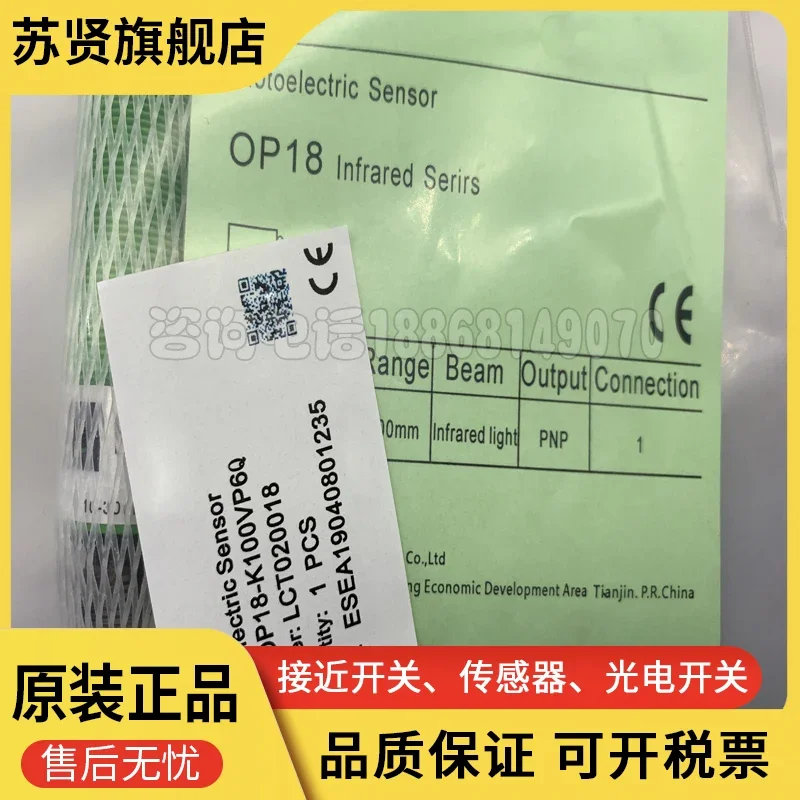 苏贤旗舰店
Photoelectric Sensor
OP18 Infrared Serirs
CE
CE
咨询电话18868149070
Range Beam Output Connection
00mm Infrared light PNP 1
ectric Sensor
OP18-K100VP6Q
er: LCT020018
tity: 1 PCS
ESEA19040801235
Co.,Ltd
ng Economic Development Area Tianjin. P.R.China
原装正品
售后无忧
接近开关、传感器、光电开关
品质保证 可开税票